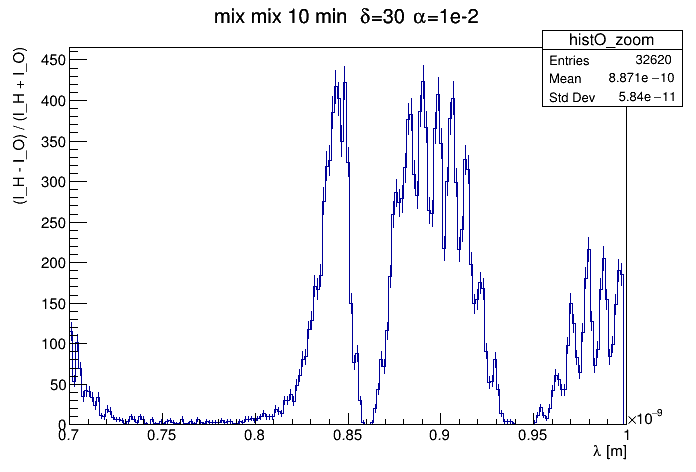 mix mix 10 min δ=30 α=1e-2
histO_zoom
Entries 32620
Mean 8.871e−10
Std Dev 5.84e−11
(I_H - I_O) / (I_H + I_O)
450
400
350
300
250
200
150
100
50
0
0.7 0.75 0.8 0.85 0.9 0.95 1
×10⁻⁹
λ [m]